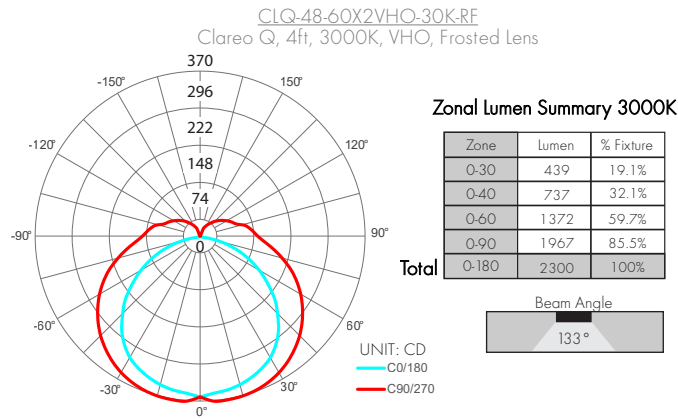 CLQ-48-60X2VHO-30K-RF
Clareo Q, 4ft, 3000K, VHO, Frosted Lens
370
296
222
148
74
0
-150°
150°
-120°
120°
-90°
90°
-60°
60°
-30°
30°
0°
UNIT: CD
C0/180
C90/270
Zonal Lumen Summary 3000K
Zone Lumen % Fixture
0-30 439 19.1%
0-40 737 32.1%
0-60 1372 59.7%
0-90 1967 85.5%
Total 0-180 2300 100%
Beam Angle
133°